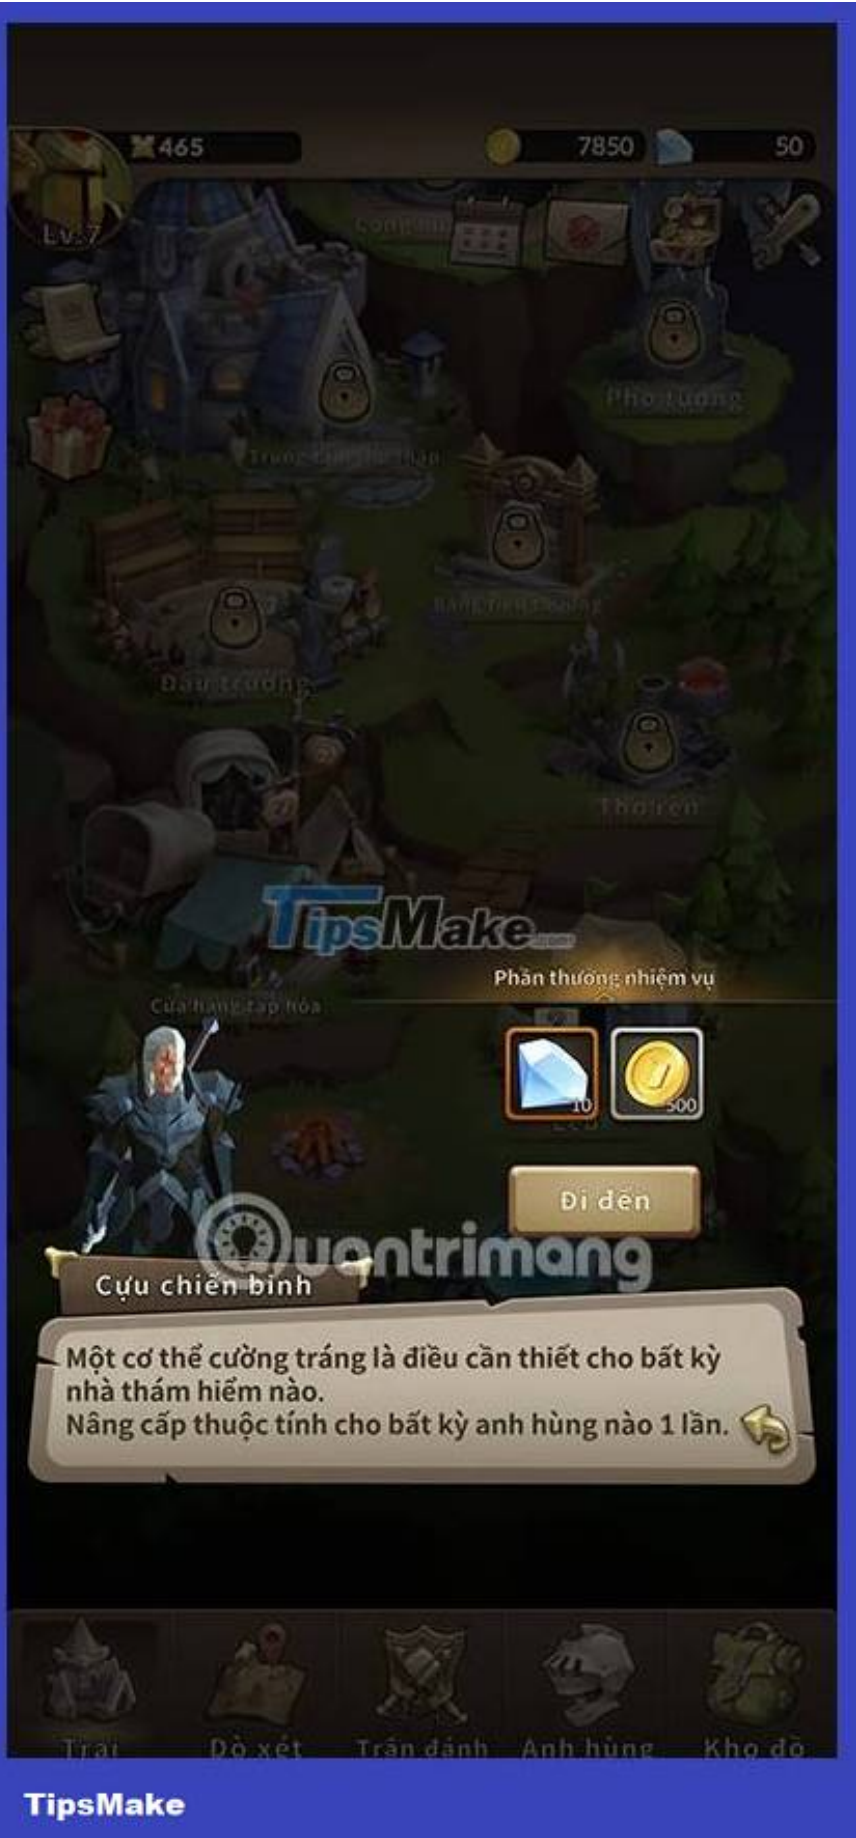 465
7850
50
Lv.7
Đấu trường
Thợ rèn
TipsMake.com
Phần thưởng nhiệm vụ
Cửa hàng tạp hóa
10
500
Đi đến
Quantrimang
Cựu chiến binh
Một cơ thể cường tráng là điều cần thiết cho bất kỳ
nhà thám hiểm nào.
Nâng cấp thuộc tính cho bất kỳ anh hùng nào 1 lần.
Trại
Dò xét
Trận đánh
Anh hùng
Kho đồ
TipsMake